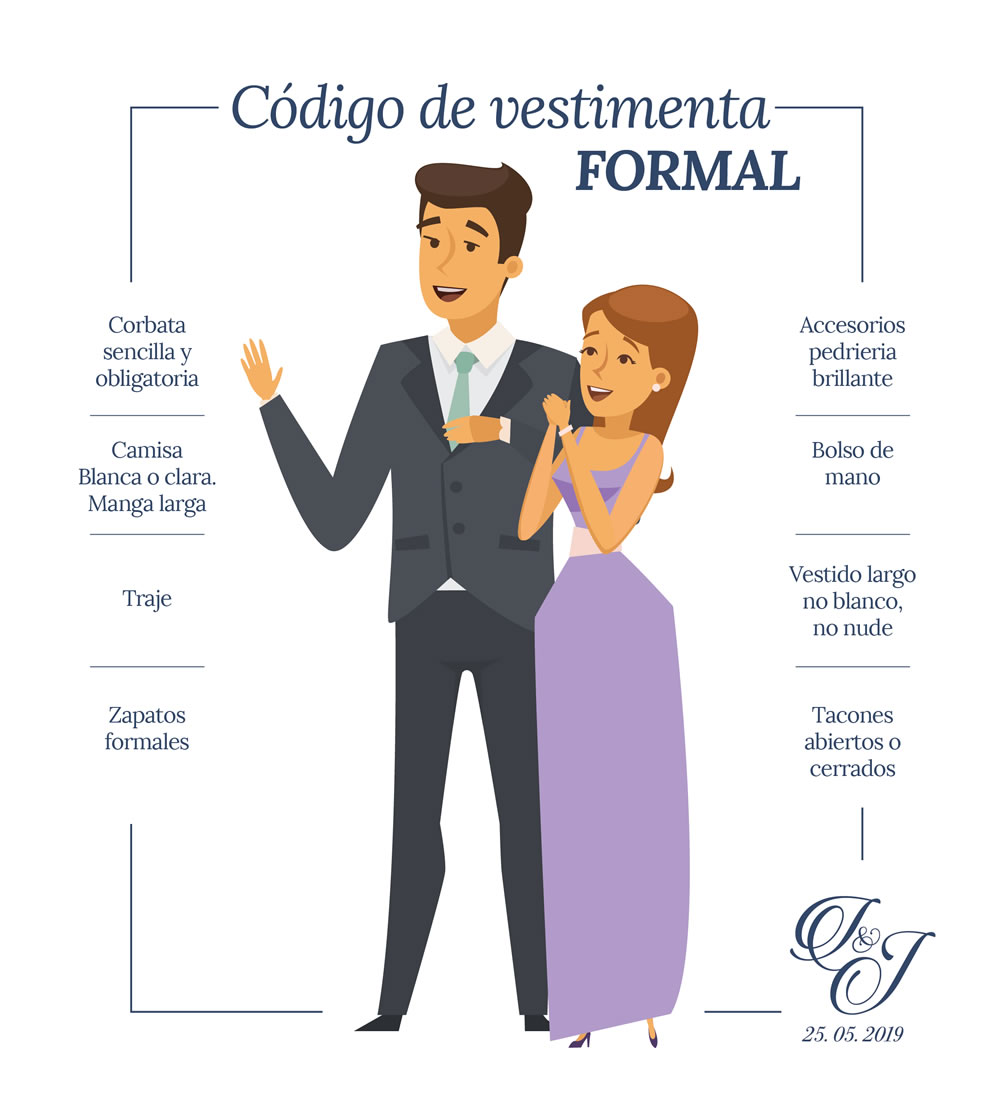 Código de vestimenta
FORMAL
Corbata
sencilla y
obligatoria
Camisa
Blanca o clara.
Manga larga
Traje
Zapatos
formales
Accesorios
pedrieria
brillante
Bolso de
mano
Vestido largo
no blanco,
no nude
Tacones
abiertos o
cerrados
J&J
25. 05. 2019